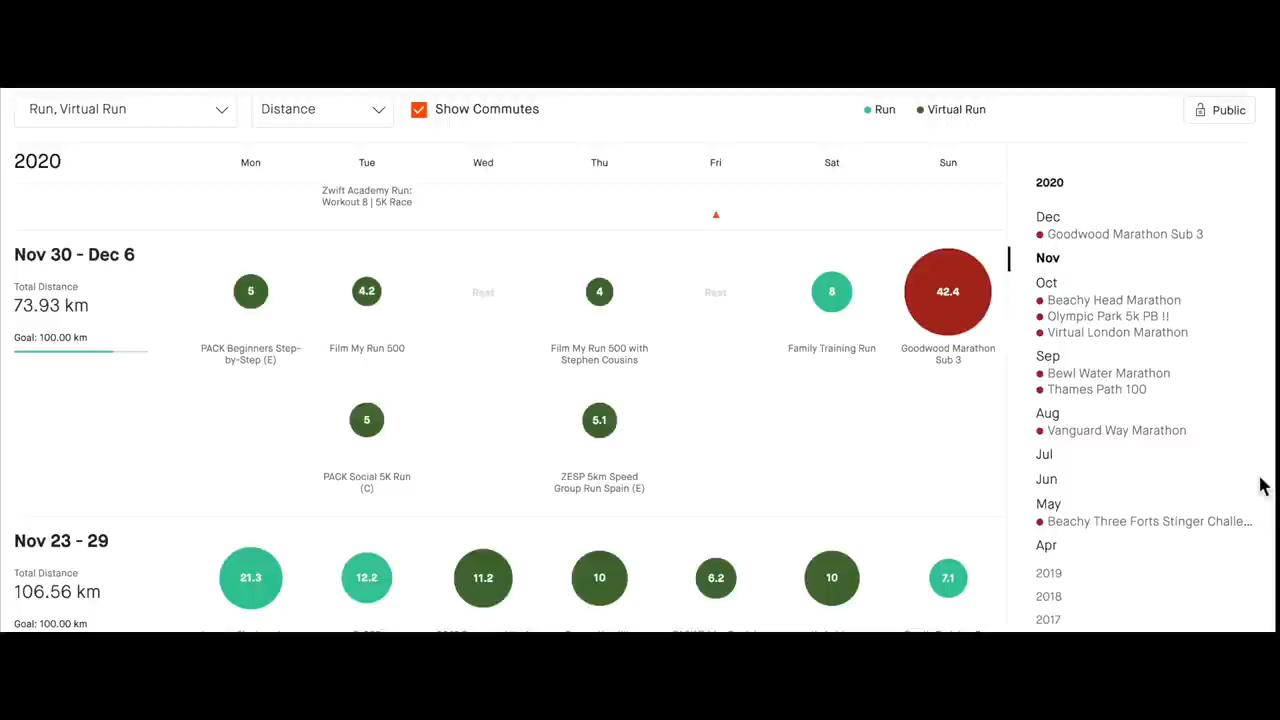 Run, Virtual Run
Distance
Show Commutes
Run
Virtual Run
Public
2020
Mon
Tue
Wed
Thu
Fri
Sat
Sun
Zwift Academy Run:
Workout 8 | 5K Race
Nov 30 - Dec 6
Total Distance
73.93 km
Goal: 100.00 km
5
4.2
Rest
4
Rest
8
42.4
PACK Beginners Step-
by-Step (E)
Film My Run 500
Film My Run 500 with
Stephen Cousins
Family Training Run
Goodwood Marathon
Sub 3
5
5.1
PACK Social 5K Run
(C)
ZESP 5km Speed
Group Run Spain (E)
Nov 23 - 29
Total Distance
106.56 km
Goal: 100.00 km
21.3
12.2
11.2
10
6.2
10
7.1
2020
Dec
Goodwood Marathon Sub 3
Nov
Oct
Beachy Head Marathon
Olympic Park 5k PB !!
Virtual London Marathon
Sep
Bewl Water Marathon
Thames Path 100
Aug
Vanguard Way Marathon
Jul
Jun
May
Beachy Three Forts Stinger Challe...
Apr
2019
2018
2017